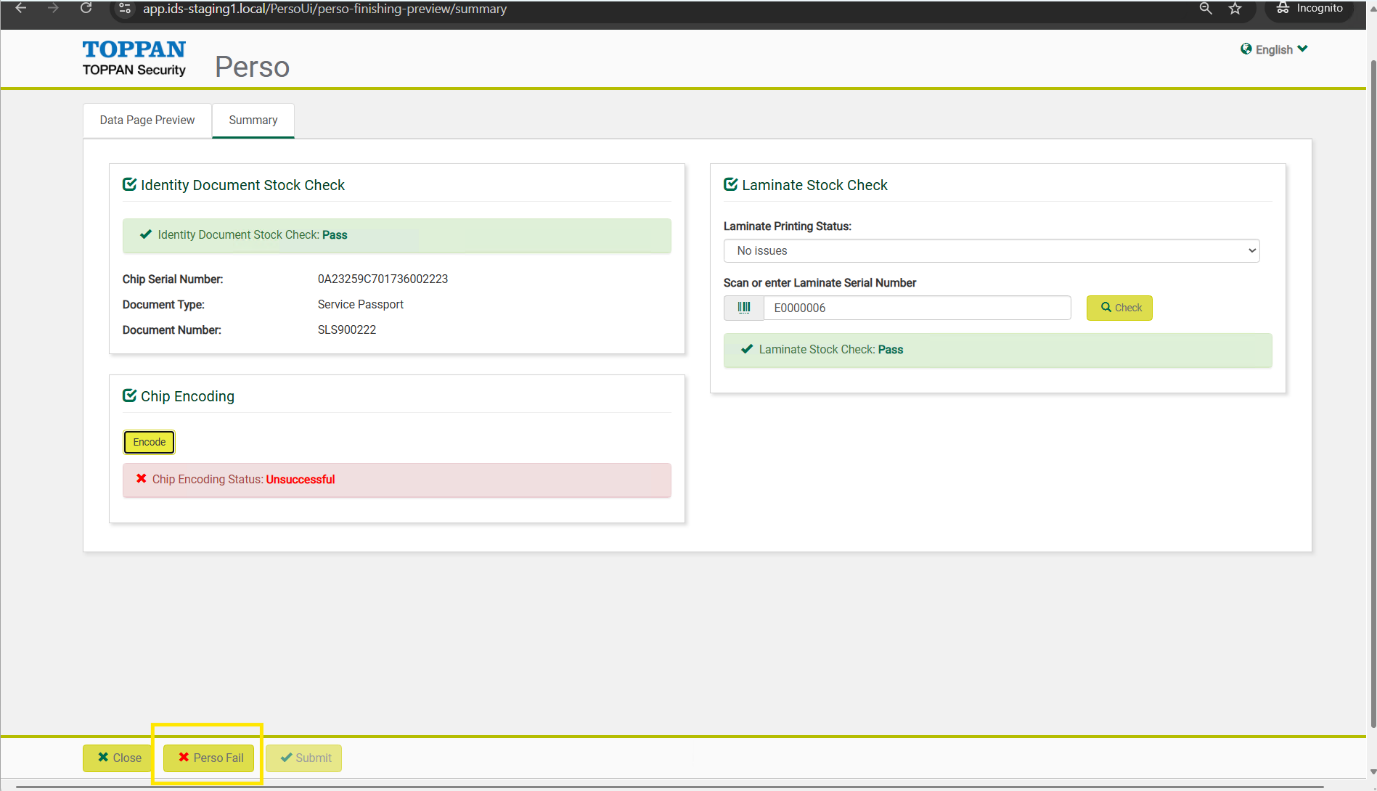 app.ids-staging1.local/PersoUi/perso-finishing-preview/summary
Incognito
TOPPAN
TOPPAN Security
Perso
English
Data Page Preview
Summary
Identity Document Stock Check
Identity Document Stock Check: Pass
Chip Serial Number: 0A23259C701736002223
Document Type: Service Passport
Document Number: SLS900222
Chip Encoding
Encode
Chip Encoding Status: Unsuccessful
Laminate Stock Check
Laminate Printing Status:
No issues
Scan or enter Laminate Serial Number
E0000006
Check
Laminate Stock Check: Pass
Close
Perso Fail
Submit